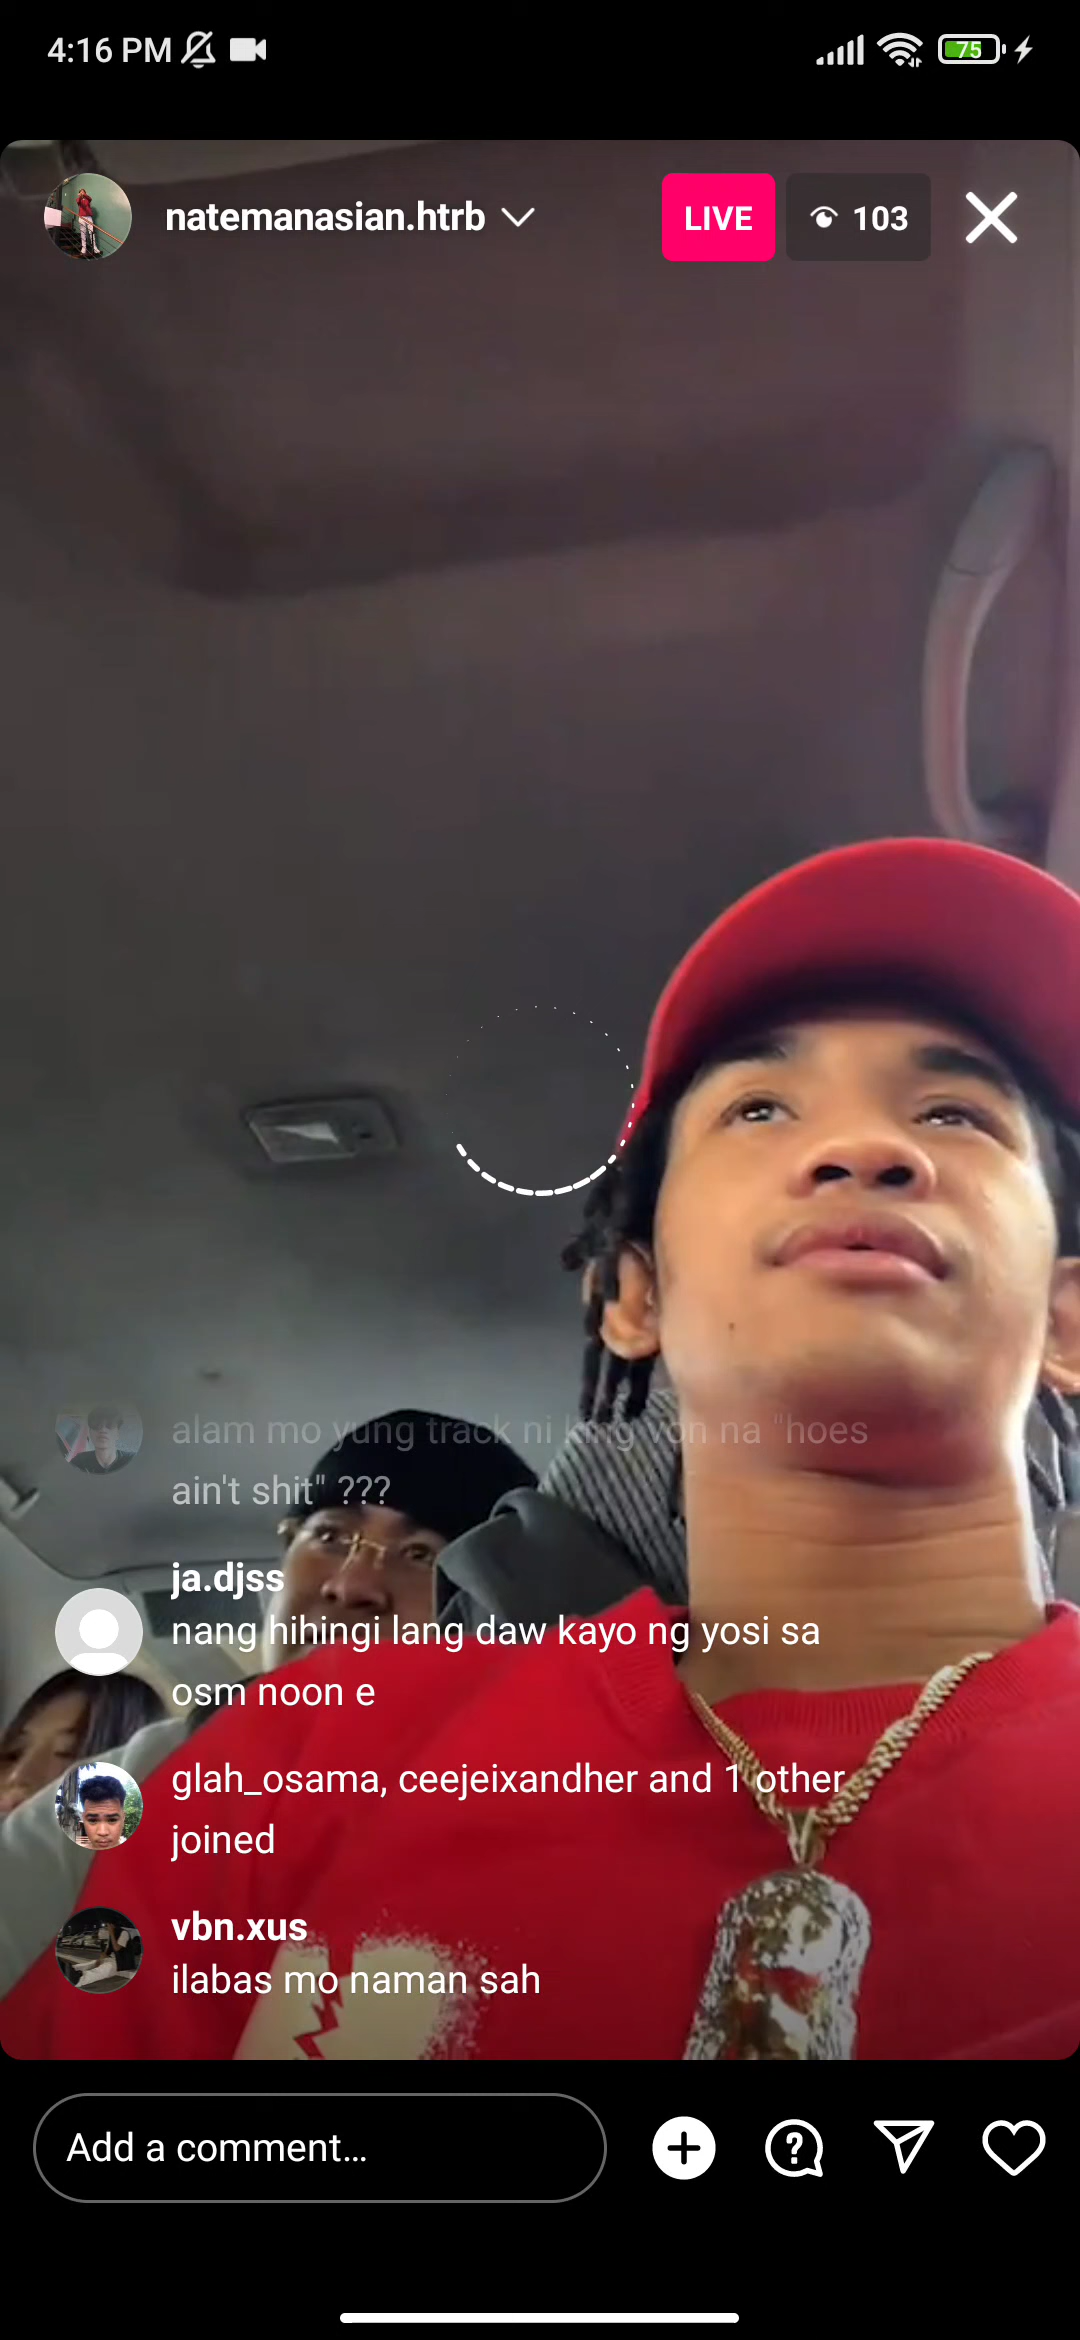 4:16 PM
75
natemanasian.htrb
LIVE
103
alam mo yung track ni king von na "hoes
ain't shit" ???
ja.djss
nang hihingi lang daw kayo ng yosi sa
osm noon e
glah_osama, ceejeixandher and 1 other
joined
vbn.xus
ilabas mo naman sah
Add a comment...